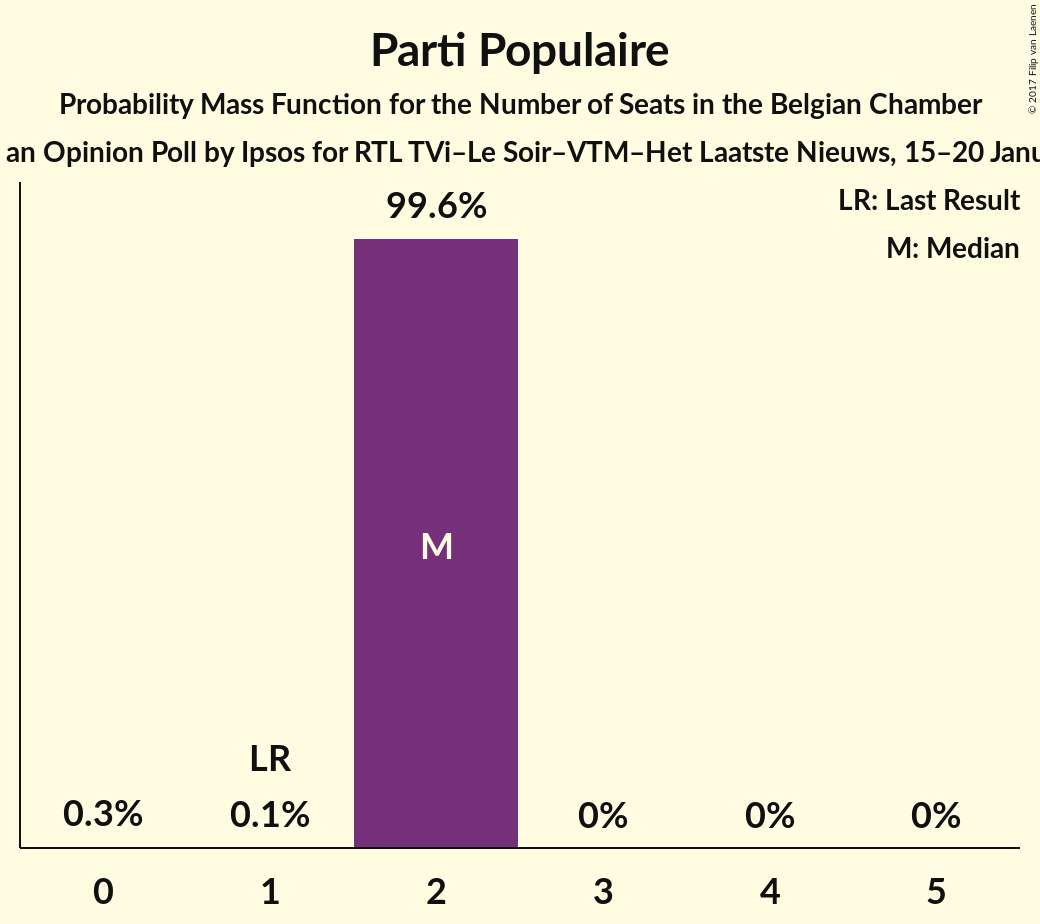 Parti Populaire
Probability Mass Function for the Number of Seats in the Belgian Chamber
an Opinion Poll by Ipsos for RTL TVi–Le Soir–VTM–Het Laatste Nieuws, 15–20 Janu
© 2017 Filip van Laenen
LR: Last Result
M: Median
99.6%
M
LR
0.3% 0.1% 0% 0% 0%
0 1 2 3 4 5